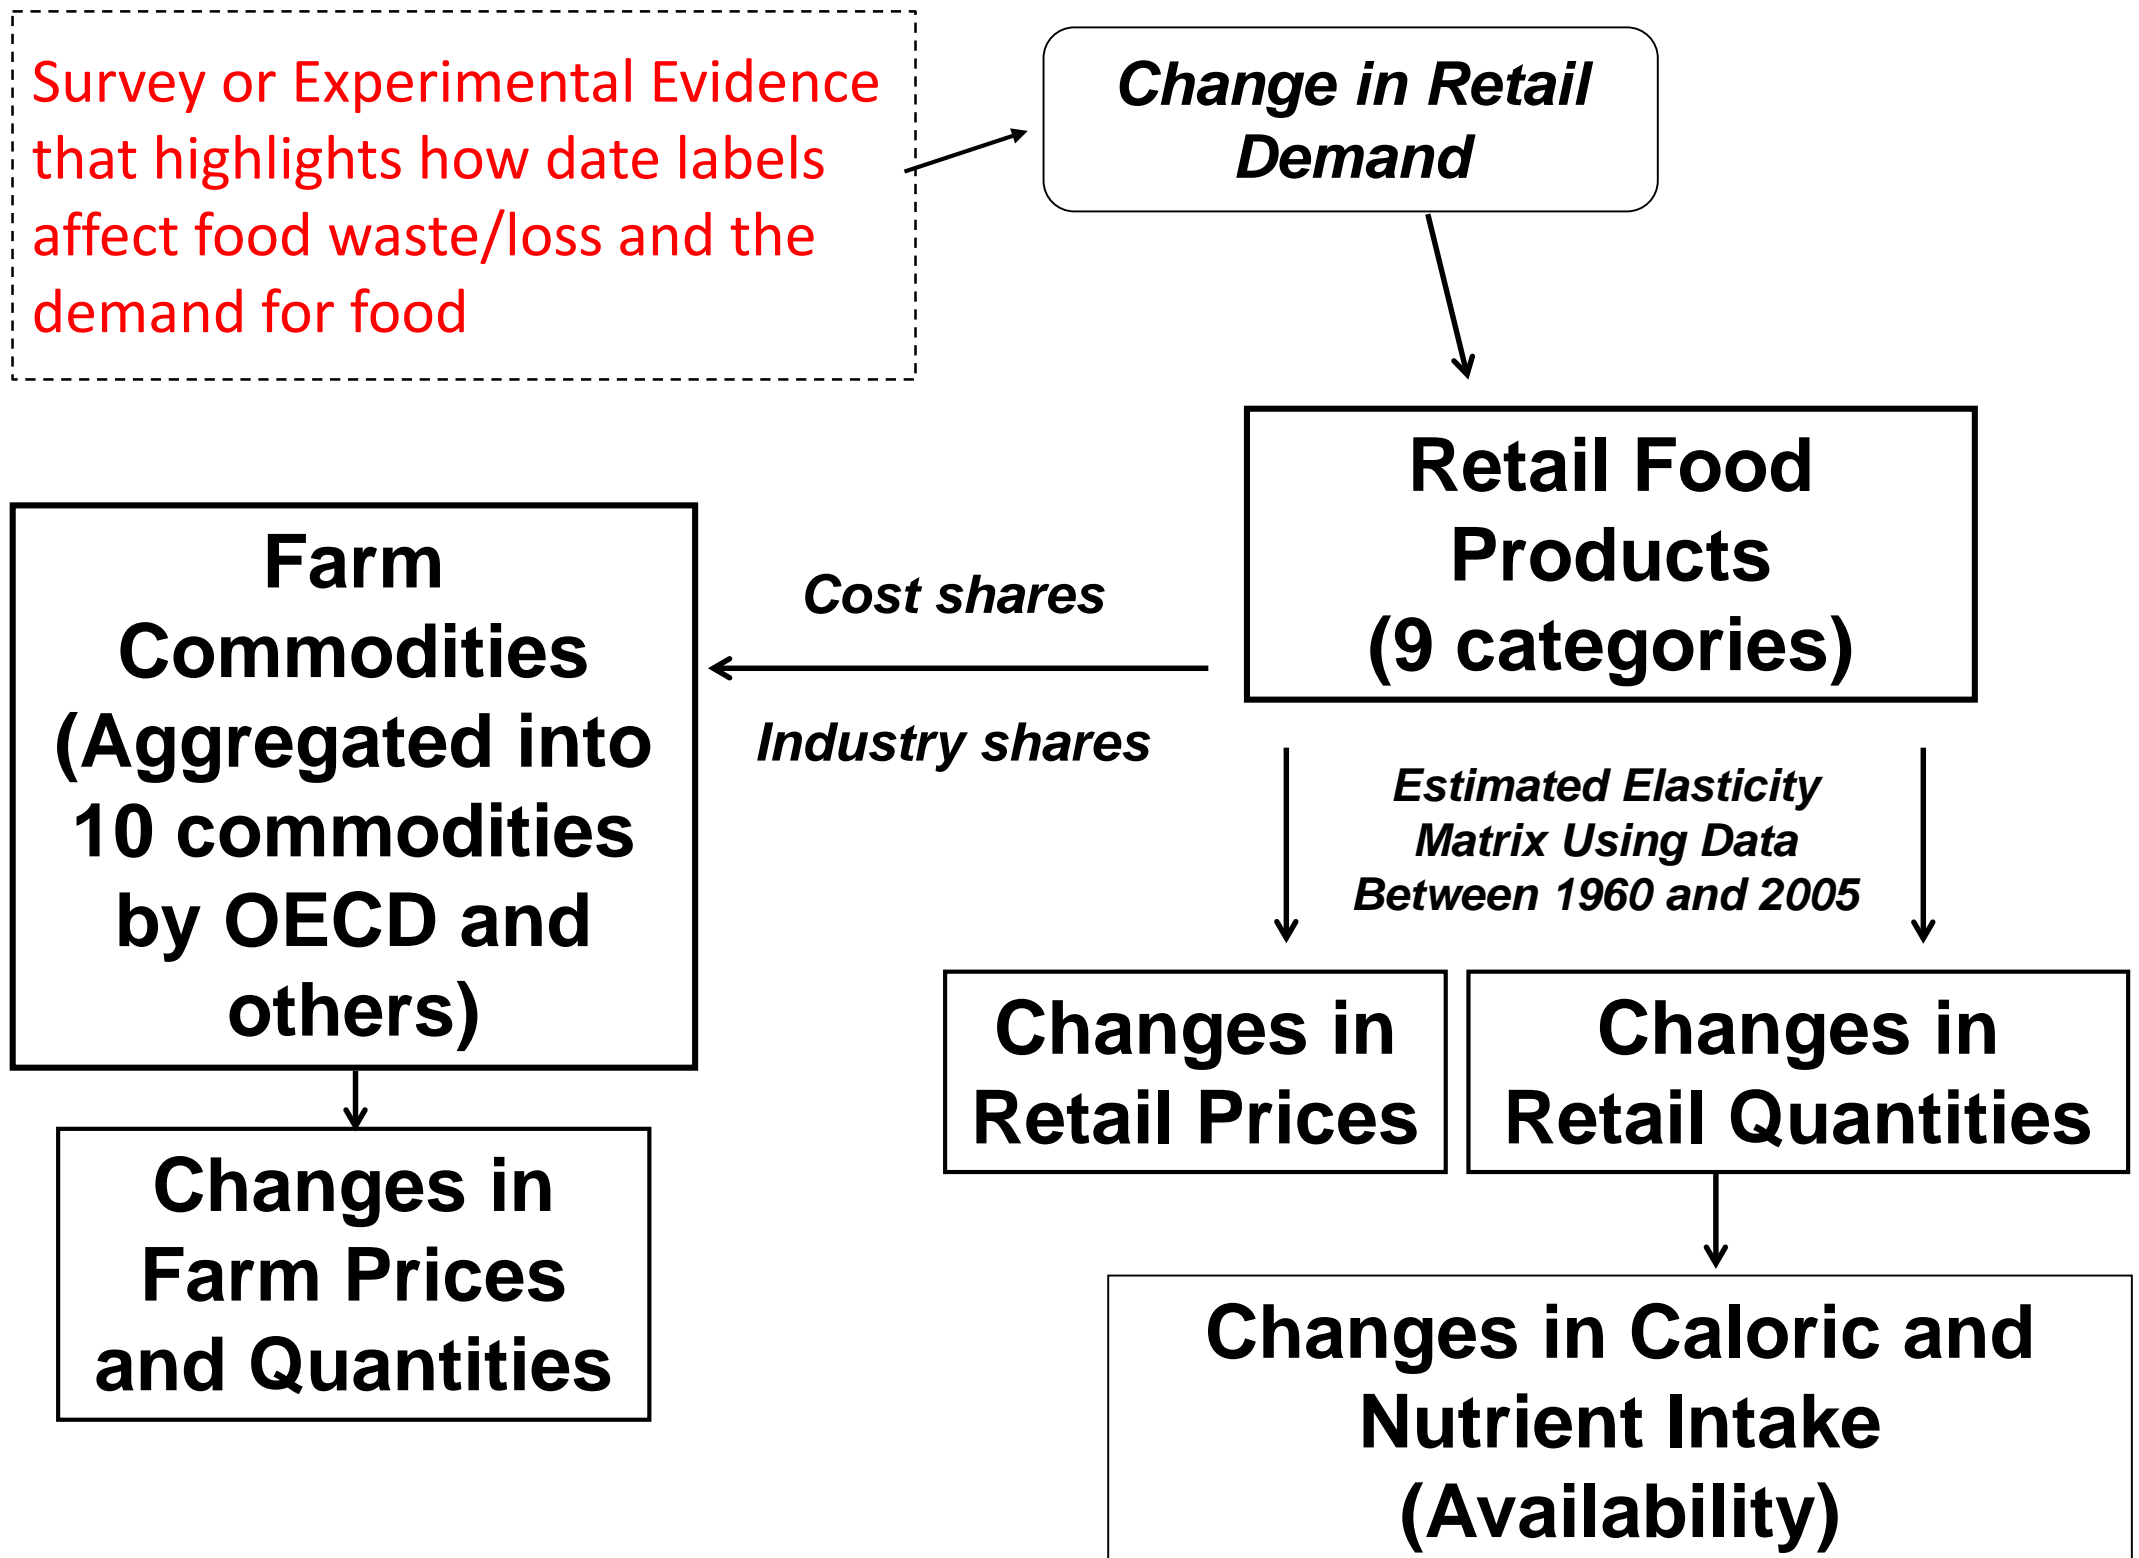 Survey or Experimental Evidence
that highlights how date labels
affect food waste/loss and the
demand for food
Change in Retail
Demand
Retail Food
Products
(9 categories)
Farm
Commodities
(Aggregated into
10 commodities
by OECD and
others)
Cost shares
Industry shares
Estimated Elasticity
Matrix Using Data
Between 1960 and 2005
Changes in
Retail Prices
Changes in
Retail Quantities
Changes in
Farm Prices
and Quantities
Changes in Caloric and
Nutrient Intake
(Availability)